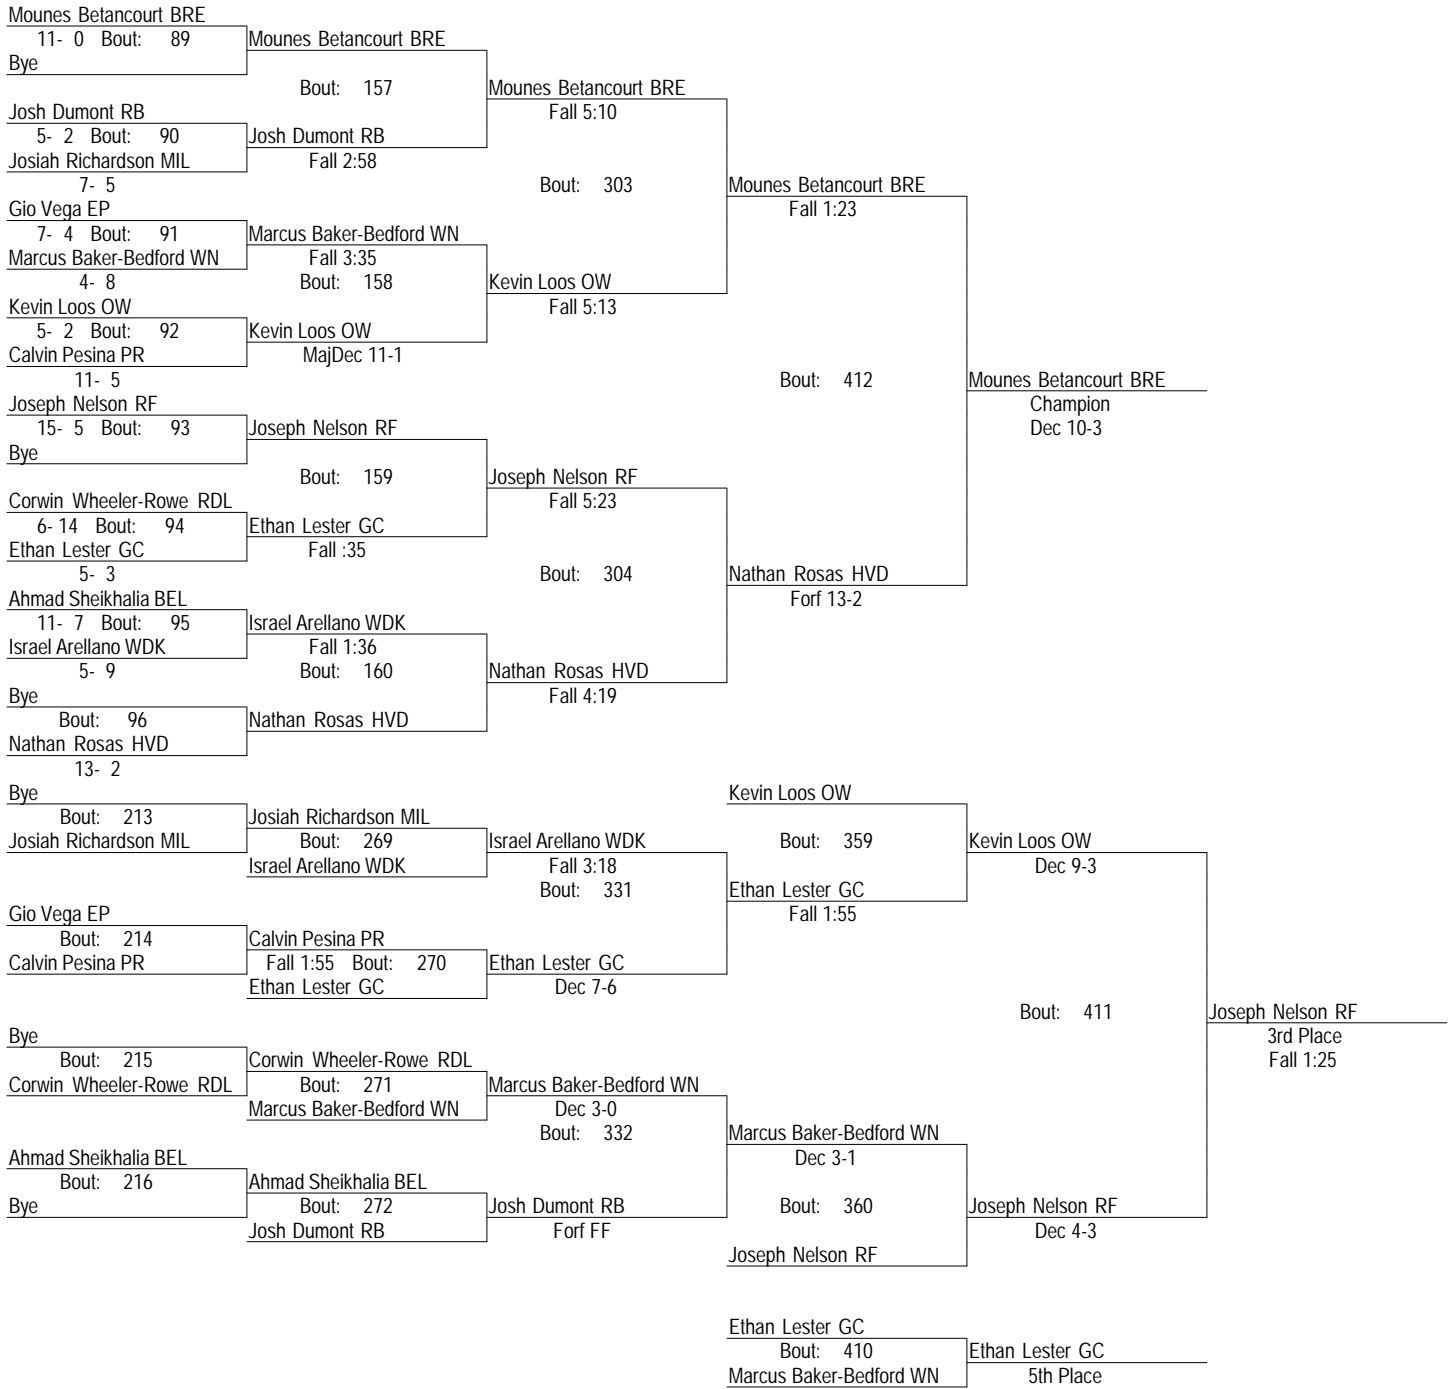 Mounes Betancourt BRE
11- 0 Bout: 89 Mounes Betancourt BRE
Bye
Bout: 157 Mounes Betancourt BRE
Josh Dumont RB Fall 5:10
5- 2 Bout: 90 Josh Dumont RB
Josiah Richardson MIL Fall 2:58
7- 5 Bout: 303 Mounes Betancourt BRE
Gio Vega EP Fall 1:23
7- 4 Bout: 91 Marcus Baker-Bedford WN
Marcus Baker-Bedford WN Fall 3:35
4- 8 Bout: 158 Kevin Loos OW
Kevin Loos OW Fall 5:13
5- 2 Bout: 92 Kevin Loos OW
Calvin Pesina PR MajDec 11-1
11- 5 Bout: 412 Mounes Betancourt BRE
Joseph Nelson RF Champion
15- 5 Bout: 93 Joseph Nelson RF Dec 10-3
Bye
Bout: 159 Joseph Nelson RF
Corwin Wheeler-Rowe RDL Fall 5:23
6- 14 Bout: 94 Ethan Lester GC
Ethan Lester GC Fall :35
5- 3 Bout: 304 Nathan Rosas HVD
Ahmad Sheikhalia BEL Forf 13-2
11- 7 Bout: 95 Israel Arellano WDK
Israel Arellano WDK Fall 1:36
5- 9 Bout: 160 Nathan Rosas HVD
Bye Fall 4:19
Bout: 96 Nathan Rosas HVD
Nathan Rosas HVD
13- 2
Bye Kevin Loos OW
Bout: 213 Josiah Richardson MIL
Josiah Richardson MIL Bout: 269 Israel Arellano WDK Bout: 359 Kevin Loos OW
Israel Arellano WDK Fall 3:18 Dec 9-3
Bout: 331 Ethan Lester GC
Gio Vega EP Fall 1:55
Bout: 214 Calvin Pesina PR
Calvin Pesina PR Fall 1:55 Bout: 270 Ethan Lester GC
Ethan Lester GC Dec 7-6
Bout: 411 Joseph Nelson RF
Bye 3rd Place
Bout: 215 Corwin Wheeler-Rowe RDL Fall 1:25
Corwin Wheeler-Rowe RDL Bout: 271 Marcus Baker-Bedford WN
Marcus Baker-Bedford WN Dec 3-0
Bout: 332 Marcus Baker-Bedford WN
Ahmad Sheikhalia BEL Dec 3-1
Bout: 216 Ahmad Sheikhalia BEL
Bye Bout: 272 Josh Dumont RB Bout: 360 Joseph Nelson RF
Josh Dumont RB Forf FF Dec 4-3
Joseph Nelson RF
Ethan Lester GC
Bout: 410 Ethan Lester GC
Marcus Baker-Bedford WN 5th Place